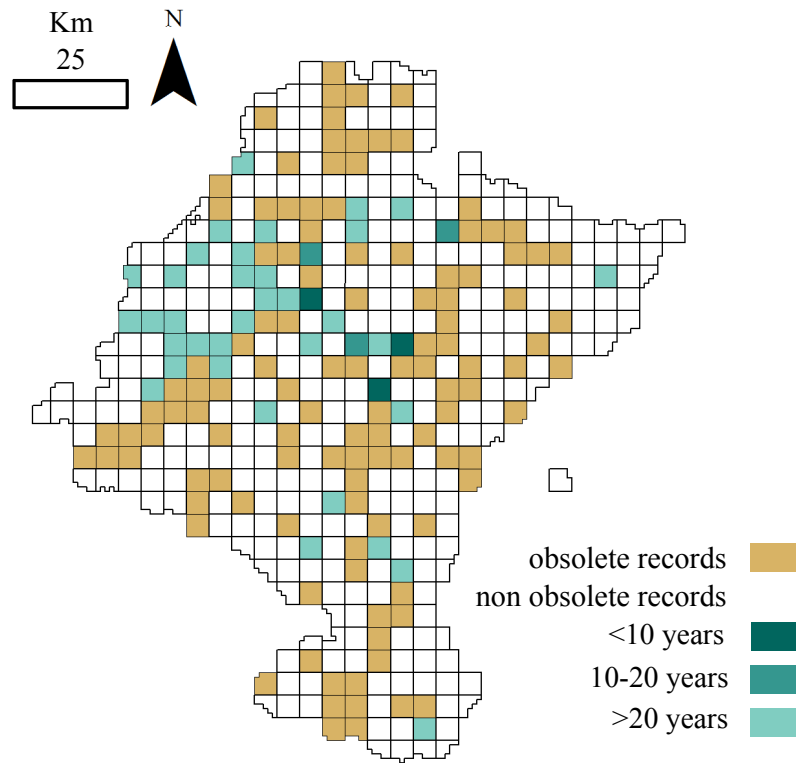 Km
25
N
obsolete records
non obsolete records
<10 years
10-20 years
>20 years